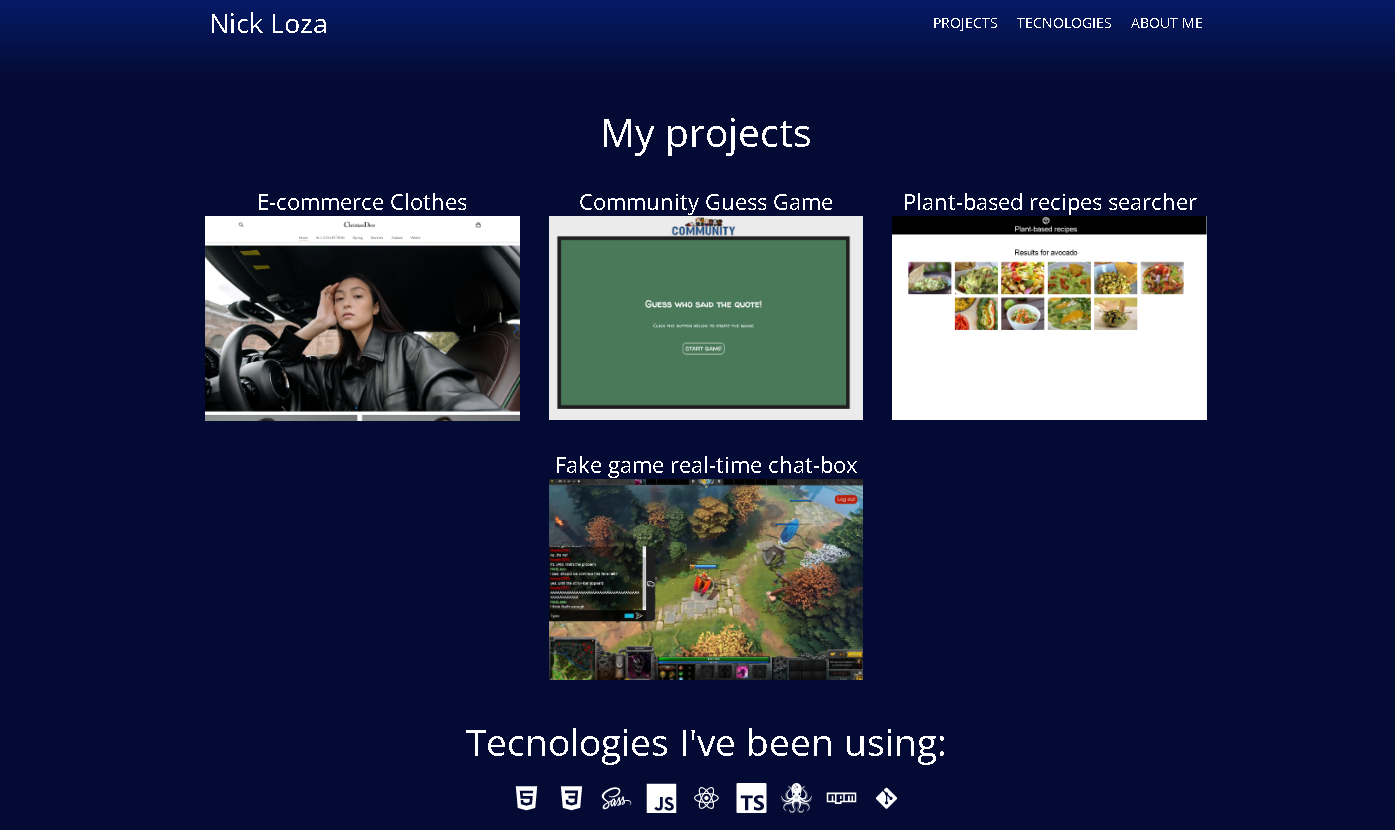 Nick Loza
PROJECTS TECNOLOGIES ABOUT ME
My projects
E-commerce Clothes
Community Guess Game
Plant-based recipes searcher
ChristianDior
Home
COMMUNITY
GUESS WHO SAID THE QUOTE!
CLICK THE BUTTON BELOW TO START THE GAME
START GAME
Plant-based recipes
Results for avocado
Fake game real-time chat-box
Log out
Tecnologies I've been using:
5
3
Sass
JS
TS
npm